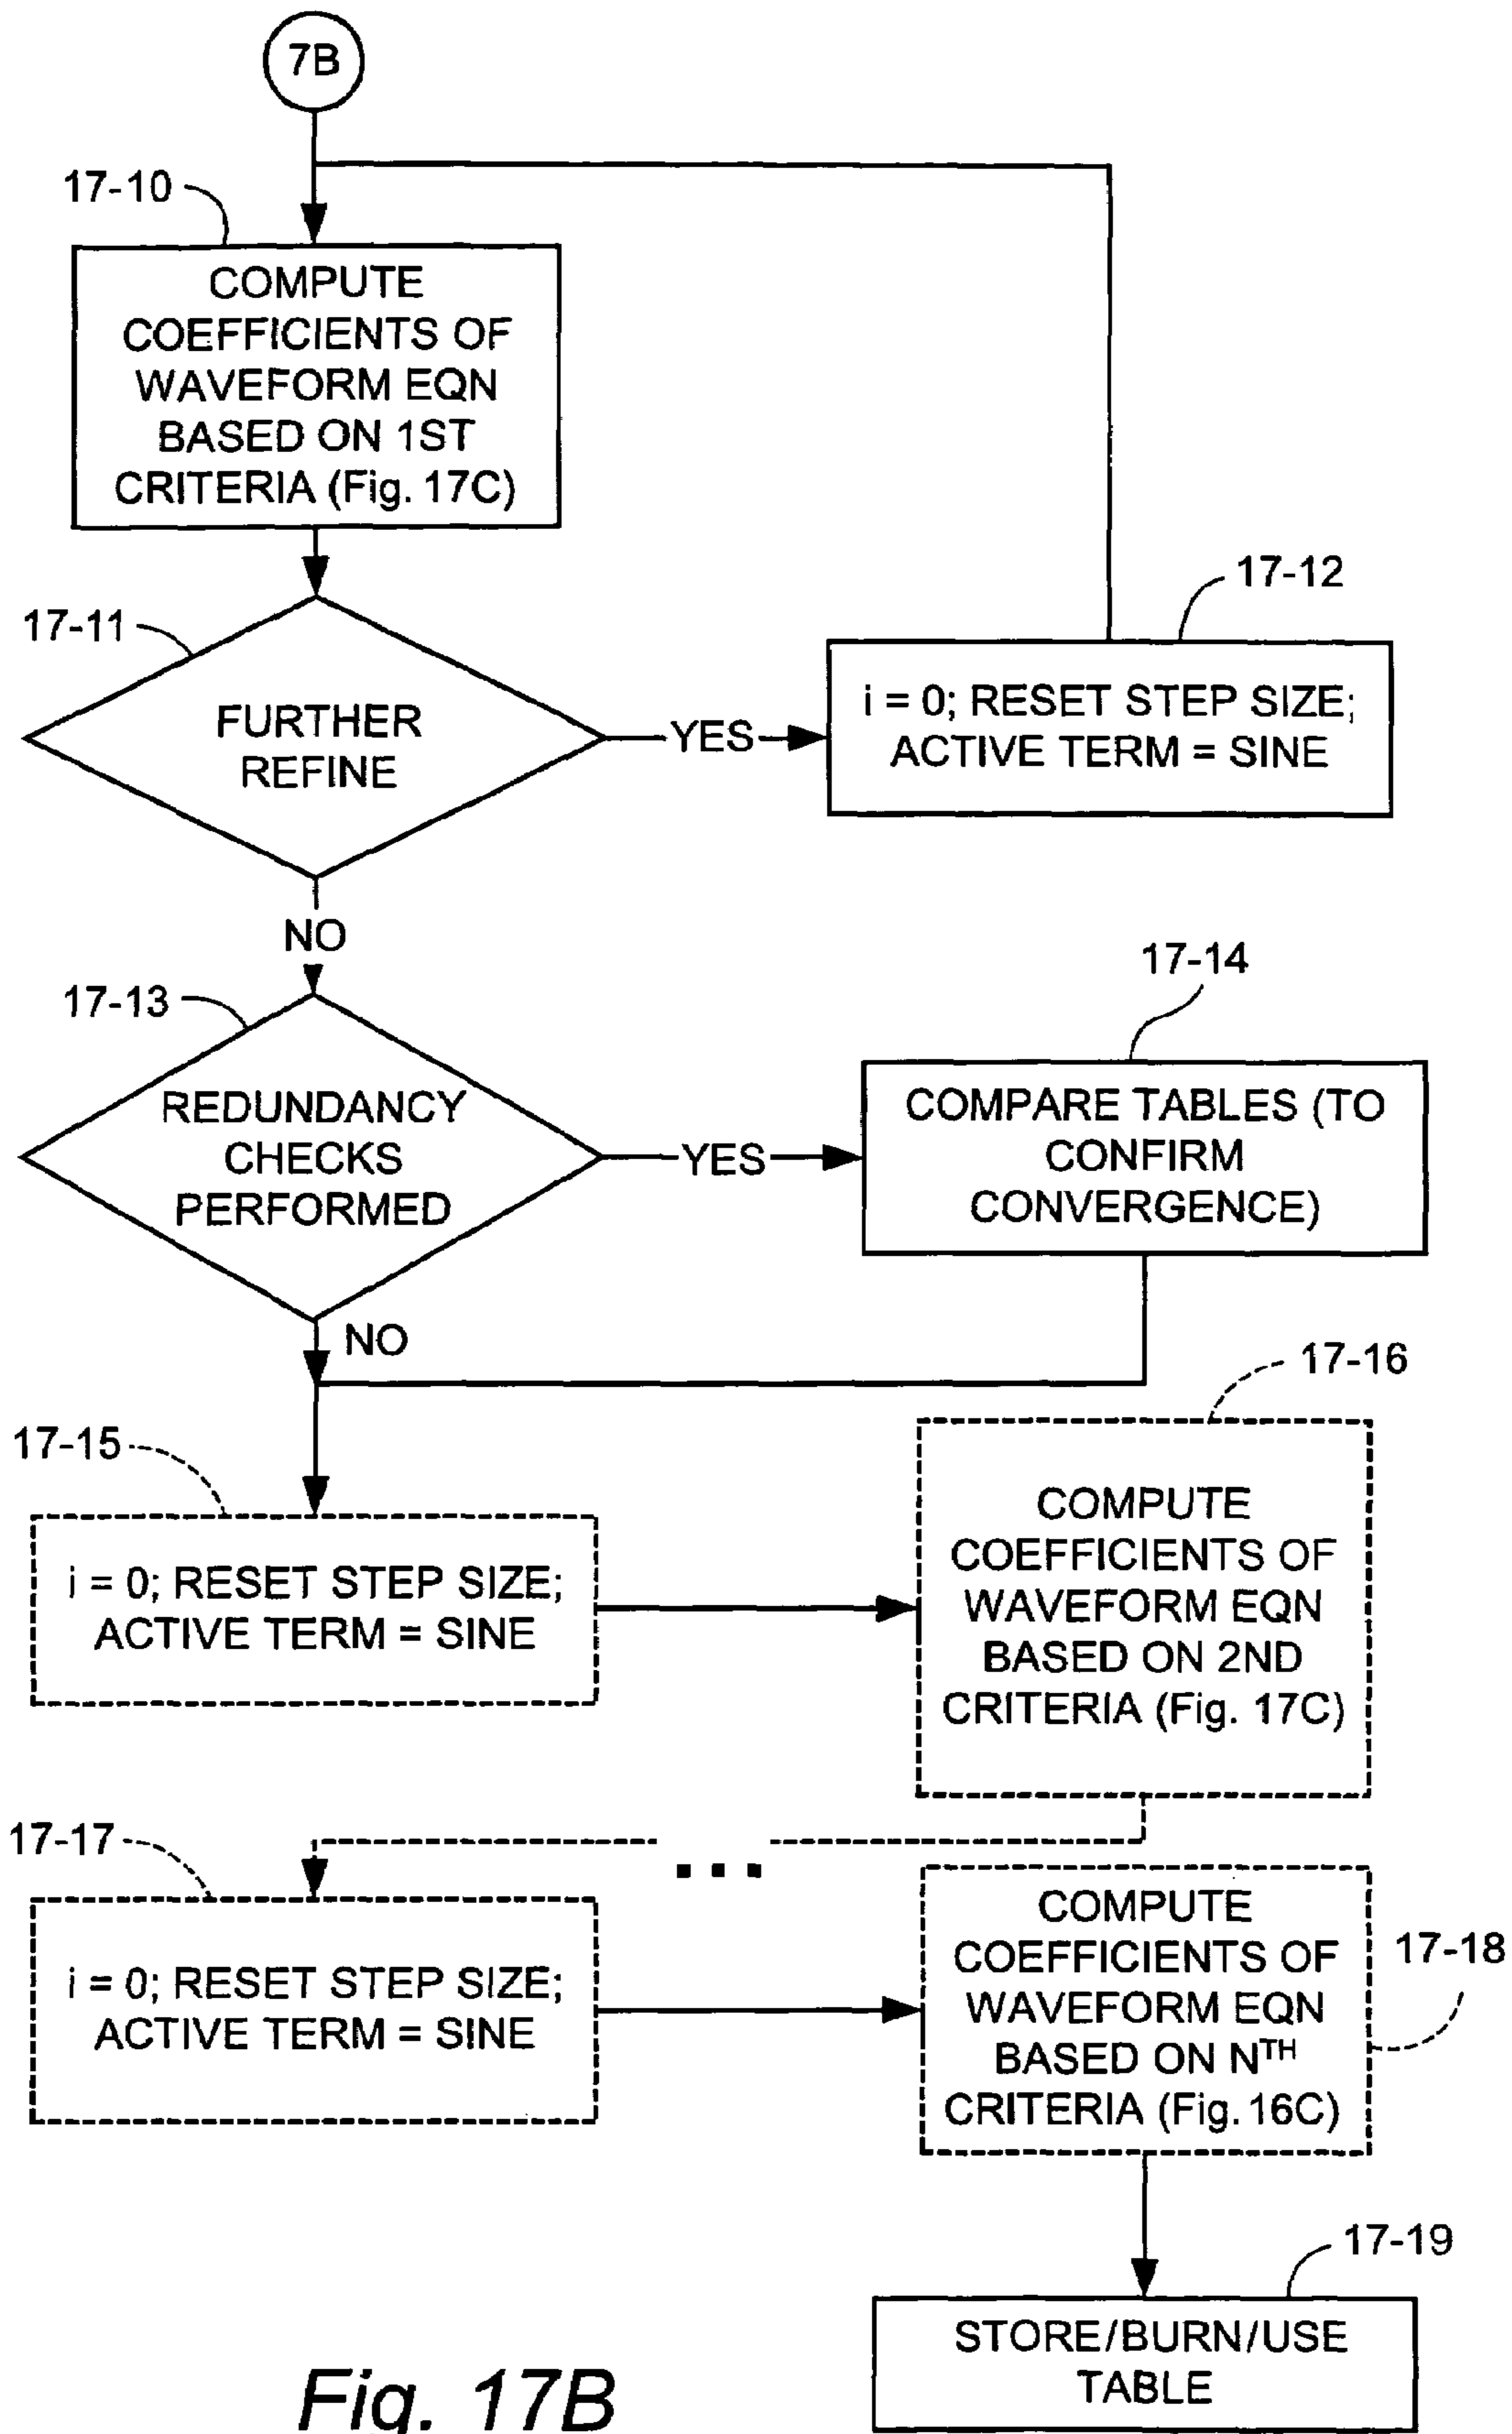 7B
17-10
COMPUTE
COEFFICIENTS OF
WAVEFORM EQN
BASED ON 1ST
CRITERIA (Fig. 17C)
17-11
FURTHER
REFINE
YES
17-12
i = 0; RESET STEP SIZE;
ACTIVE TERM = SINE
NO
17-13
REDUNDANCY
CHECKS
PERFORMED
YES
17-14
COMPARE TABLES (TO
CONFIRM
CONVERGENCE)
NO
17-15
i = 0; RESET STEP SIZE;
ACTIVE TERM = SINE
17-16
COMPUTE
COEFFICIENTS OF
WAVEFORM EQN
BASED ON 2ND
CRITERIA (Fig. 17C)
17-17
...
i = 0; RESET STEP SIZE;
ACTIVE TERM = SINE
COMPUTE
COEFFICIENTS OF
WAVEFORM EQN
BASED ON NTH
CRITERIA (Fig. 16C)
17-18
17-19
STORE/BURN/USE
TABLE
Fig. 17B